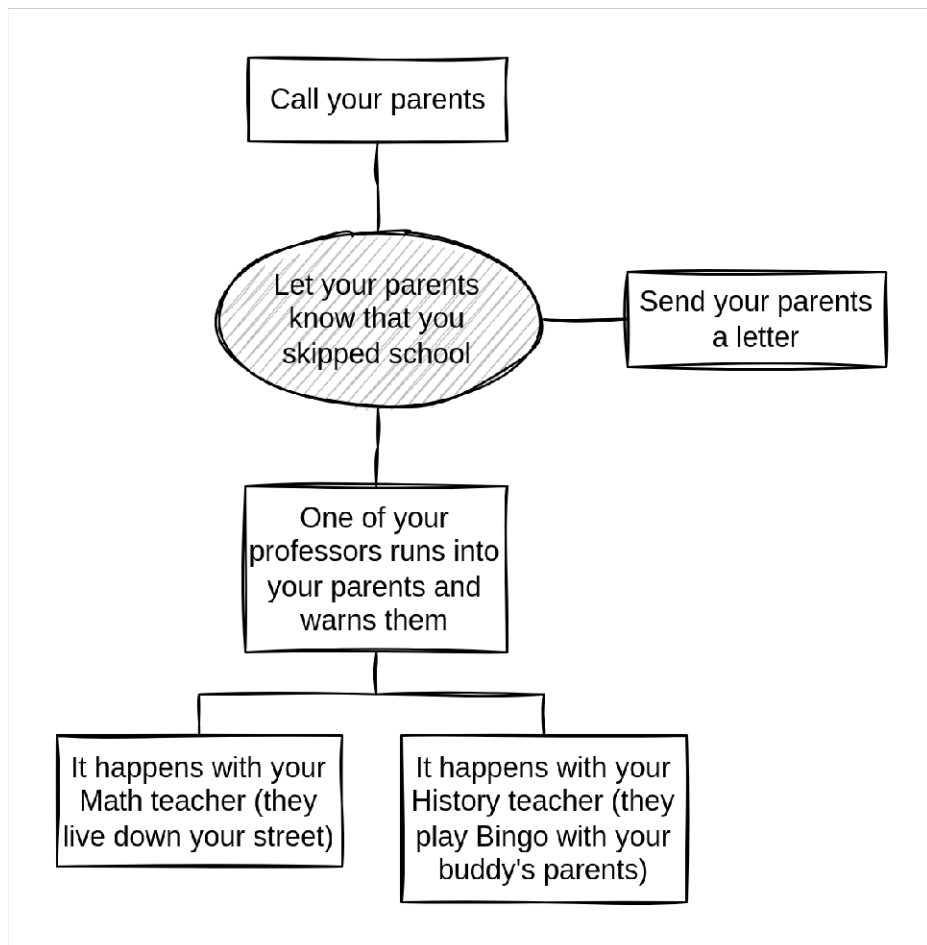 Call your parents
Let your parents
know that you
skipped school
Send your parents
a letter
One of your
professors runs into
your parents and
warns them
It happens with your
Math teacher (they
live down your street)
It happens with your
History teacher (they
play Bingo with your
buddy's parents)